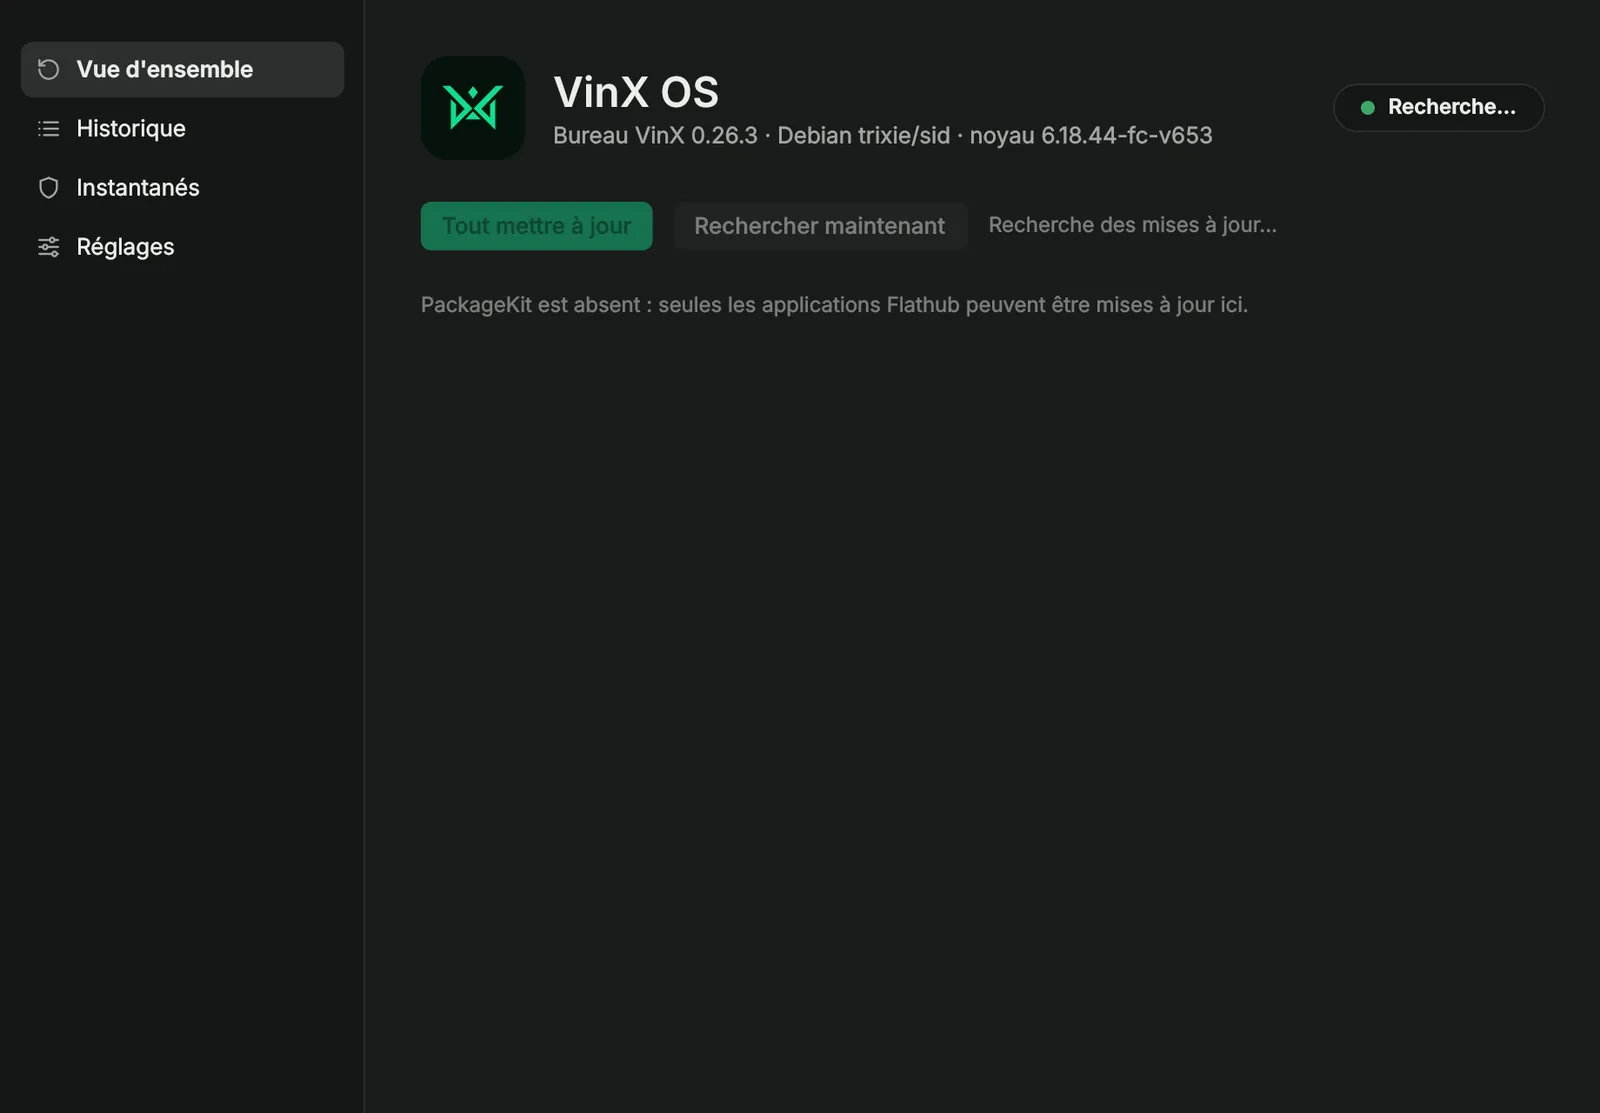 Vue d'ensemble
Historique
Instantanés
Réglages
VinX OS
Bureau VinX 0.26.3 · Debian trixie/sid · noyau 6.18.44-fc-v653
Recherche...
Tout mettre à jour
Rechercher maintenant
Recherche des mises à jour...
PackageKit est absent : seules les applications Flathub peuvent être mises à jour ici.